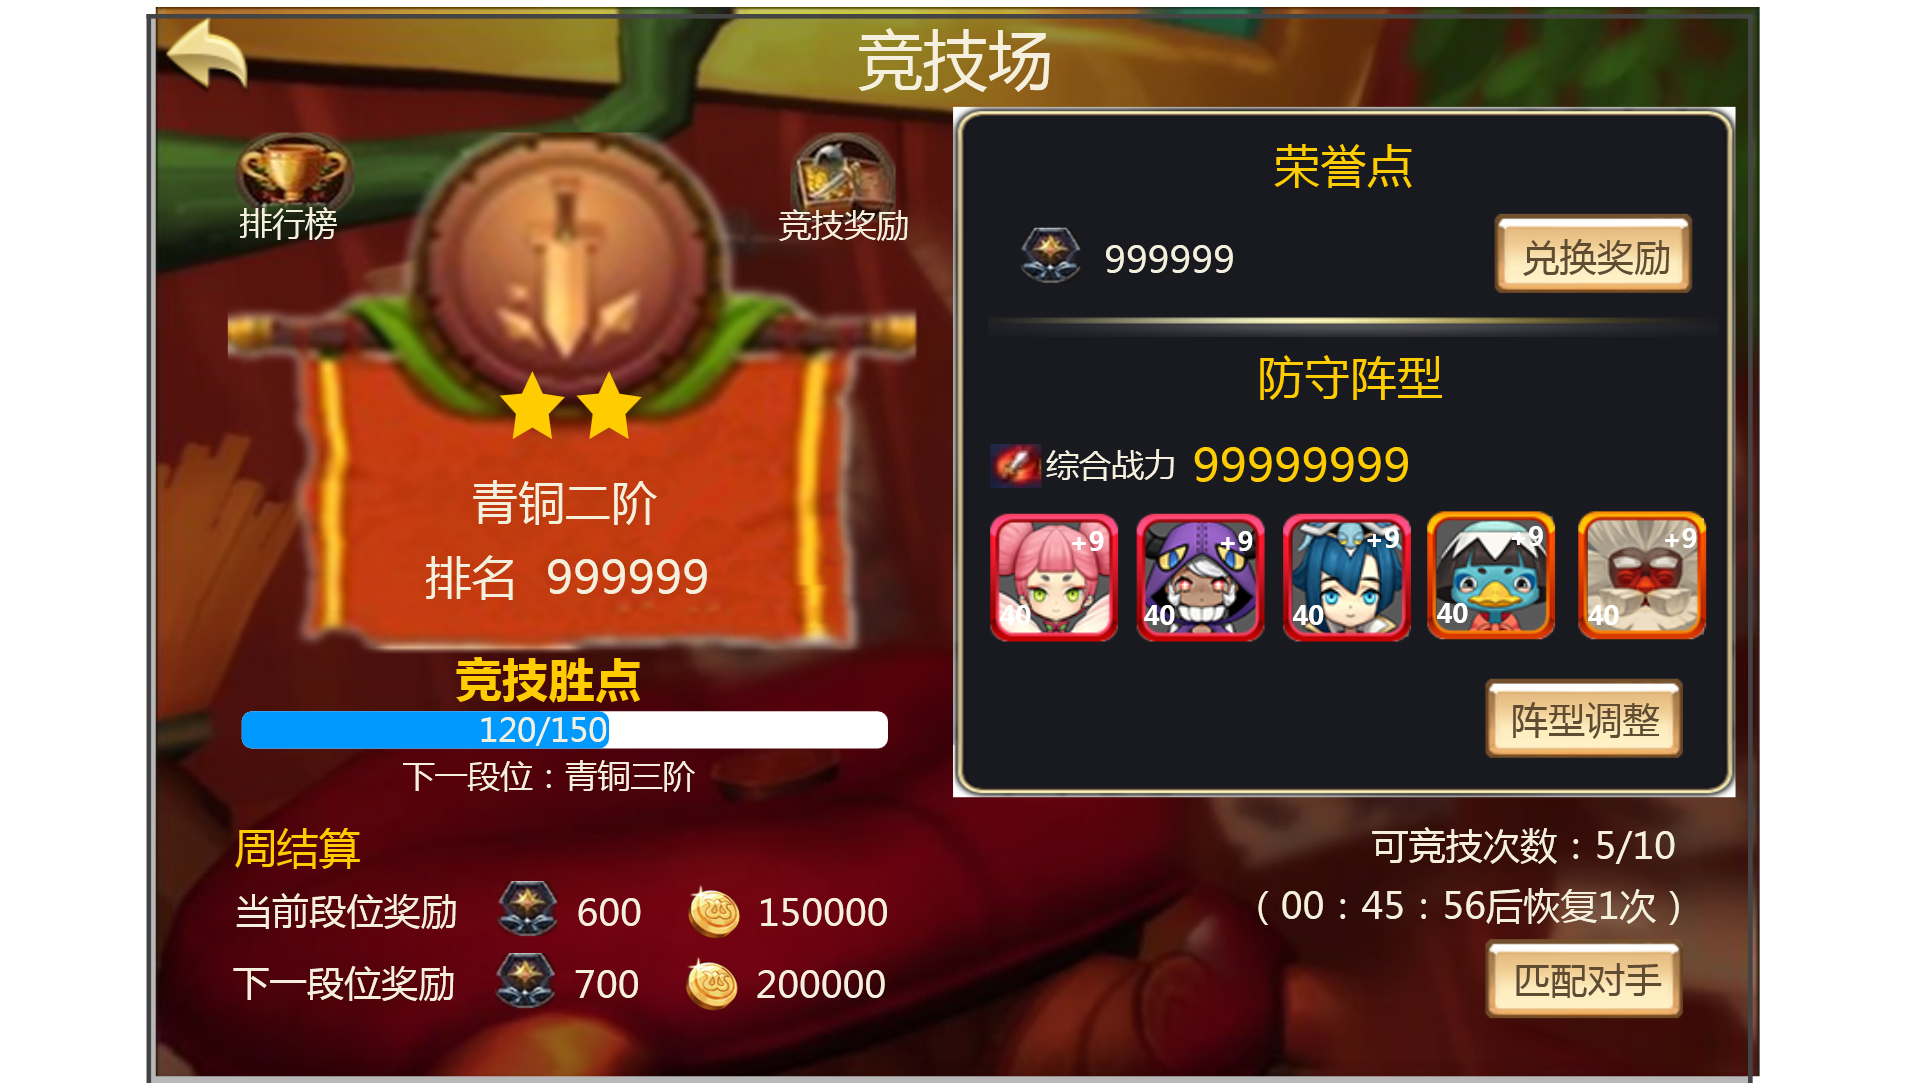 竞技场
排行榜
竞技奖励
青铜二阶
排名 999999
竞技胜点
120/150
下一段位：青铜三阶
周结算
当前段位奖励 600 150000
下一段位奖励 700 200000
荣誉点
999999 兑换奖励
防守阵型
综合战力 99999999
+9 +9 +9 +9 +9
40 40 40 40 40
阵型调整
可竞技次数：5/10
（00：45：56后恢复1次）
匹配对手